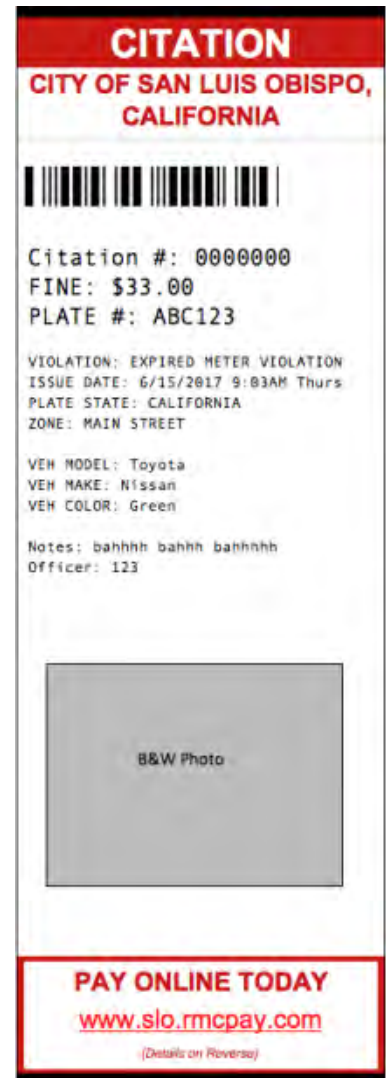 CITATION
CITY OF SAN LUIS OBISPO,
CALIFORNIA
Citation #: 0000000
FINE: $33.00
PLATE #: ABC123
VIOLATION: EXPIRED METER VIOLATION
ISSUE DATE: 6/15/2017 9:03AM Thurs
PLATE STATE: CALIFORNIA
ZONE: MAIN STREET
VEH MODEL: Toyota
VEH MAKE: Nissan
VEH COLOR: Green
Notes: bahhhh bahhh bahhhhh
Officer: 123
B&W Photo
PAY ONLINE TODAY
www.slo.rmcpay.com
(Details on Reverse)